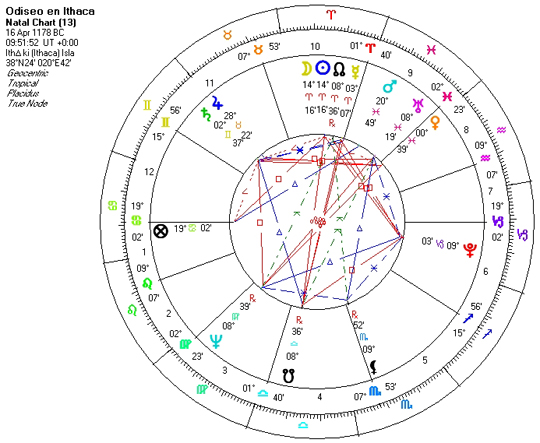 Odiseo en Ithaca
Natal Chart (13)
16 Apr 1178 BC
09:51:52 UT +0:00
Ith∆ki (Ithaca) Isla
38°N24' 020°E42'
Geocentric
Tropical
Placidus
True Node
07° ♉ 53' 10 01° ♈ 40'
9
02° ♓ 23'
☽ ☉ ☊ ☿
14° 14° 08° 03°
♈ ♈ ♈ ♈
16' 16' 36' 07'
℞
♂
20°
♓
49'
♅
08°
♓
19'
♀
00°
♓
39'
8
09° ♒ 07'
11
56'
♊
15°
12
♃
28°
♉
22'
♄
02°
♊
37'
7
19° ♋ 02'
⊗ 19° ♋ 02'
19° ♑ 02'
03' ♑ 09° ♇
1
09° ♌ 07'
2
02° ♍ 23'
3
6
56'
♐
15°
5
39' ℞
♍
08°
♆
℞
36'
♎
08°
☋
℞
52'
♏
09°
⚸
01° ♎ 40' 4 07° ♏ 53'